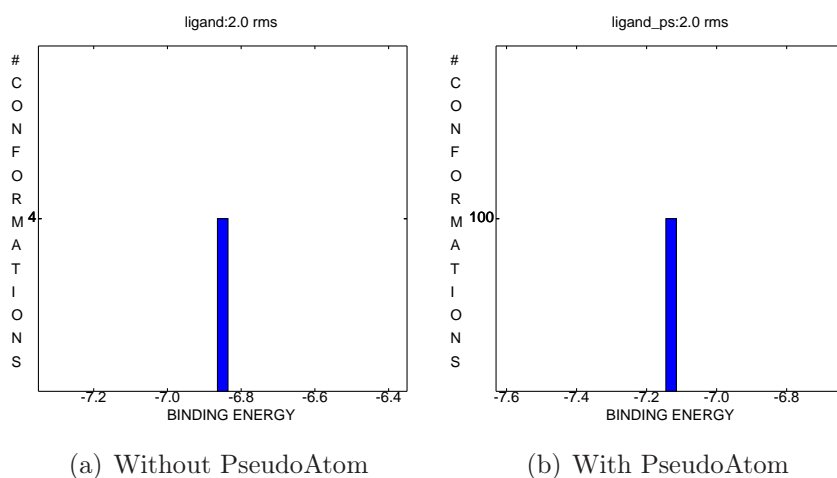 ligand:2.0 rms
#CONFORMATIONS
4
-7.2 -7.0 -6.8 -6.6 -6.4
BINDING ENERGY
(a) Without PseudoAtom
ligand_ps:2.0 rms
#CONFORMATIONS
100
-7.6 -7.4 -7.2 -7.0 -6.8
BINDING ENERGY
(b) With PseudoAtom